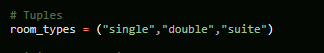 # Tuples
room_types = ("single","double","suite")